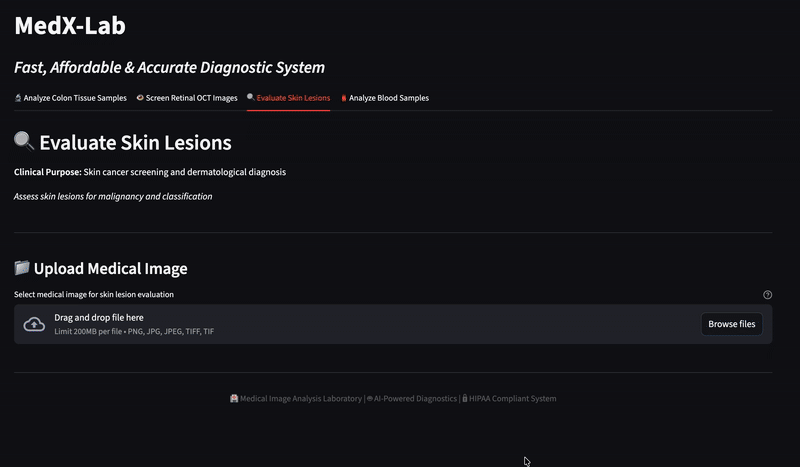 MedX-Lab
Fast, Affordable & Accurate Diagnostic System
Analyze Colon Tissue Samples
Screen Retinal OCT Images
Evaluate Skin Lesions
Analyze Blood Samples
Evaluate Skin Lesions
Clinical Purpose: Skin cancer screening and dermatological diagnosis
Assess skin lesions for malignancy and classification
Upload Medical Image
Select medical image for skin lesion evaluation
Drag and drop file here
Limit 200MB per file • PNG, JPG, JPEG, TIFF, TIF
Browse files
Medical Image Analysis Laboratory | AI-Powered Diagnostics | HIPAA Compliant System